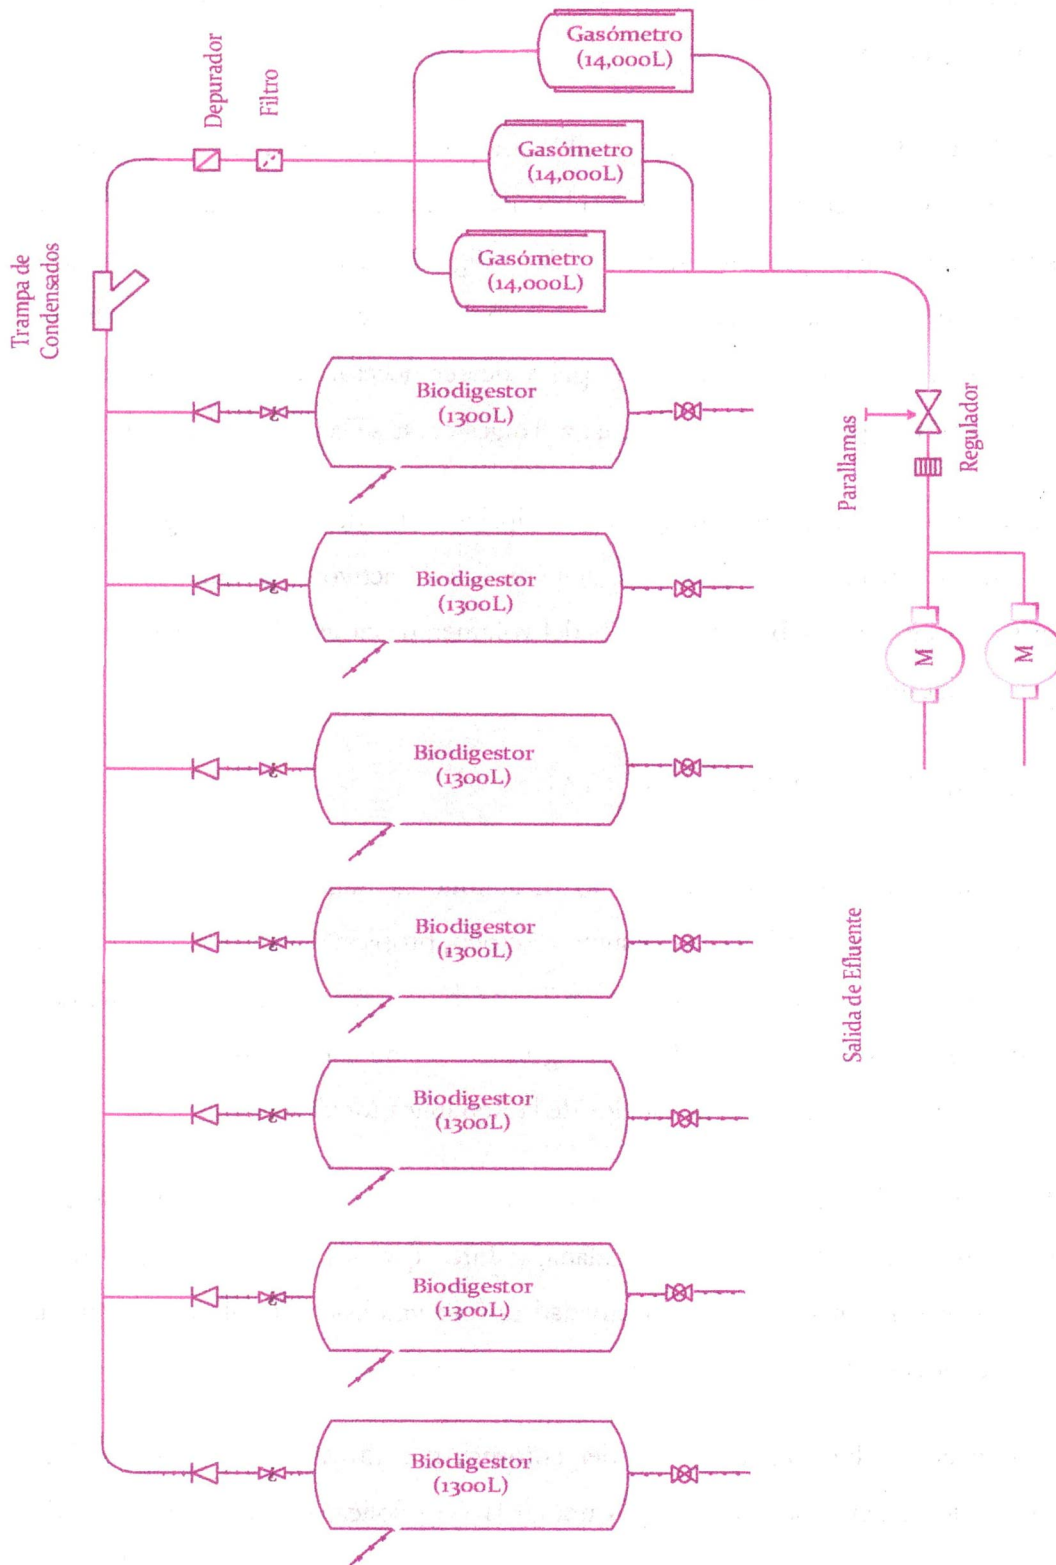 Gasómetro
(14,000L)
Gasómetro
(14,000L)
Gasómetro
(14,000L)
Depurador
Filtro
Trampa de
Condensados
Biodigestor
(1300L)
Biodigestor
(1300L)
Biodigestor
(1300L)
Biodigestor
(1300L)
Biodigestor
(1300L)
Biodigestor
(1300L)
Biodigestor
(1300L)
Parallamas
Regulador
M
M
Salida de Efluente